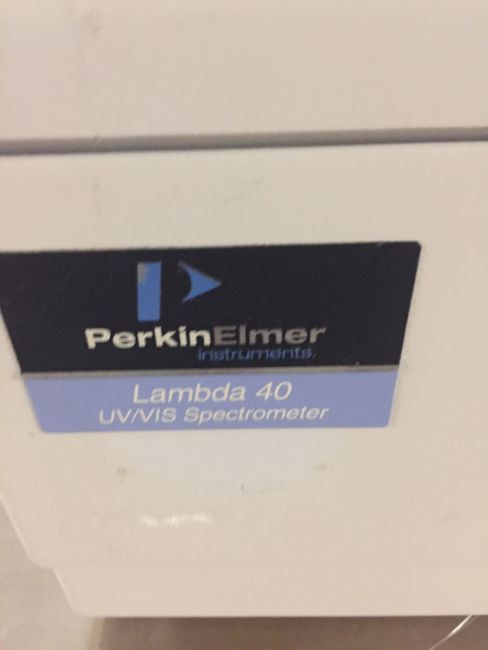 PerkinElmer
instruments.
Lambda 40
UV/VIS Spectrometer